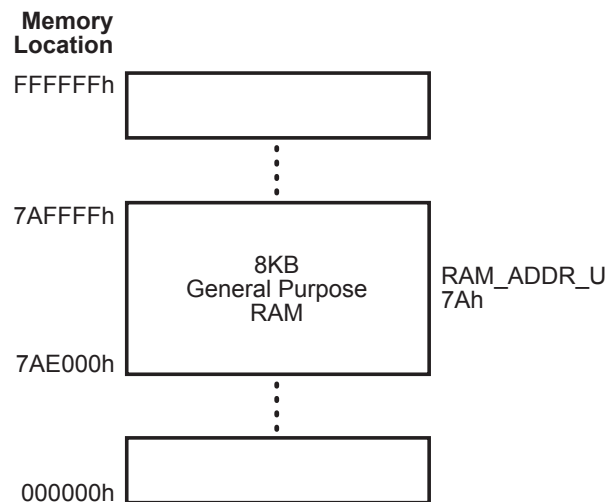 Memory
Location
FFFFFFh
7AFFFFh
8KB
General Purpose
RAM
RAM_ADDR_U
7Ah
7AE000h
000000h